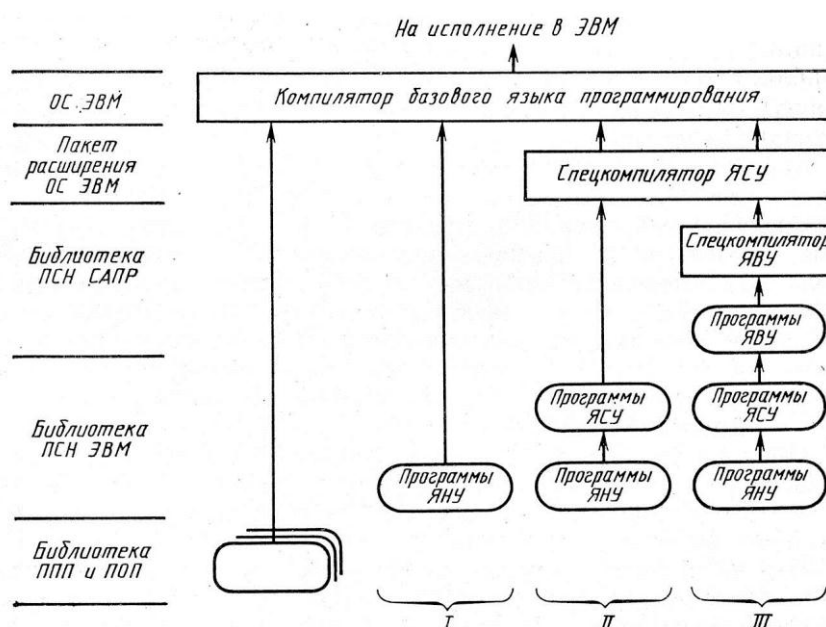 На исполнение в ЭВМ
ОС ЭВМ
Компилятор базового языка программирования
Пакет
расширения
ОС ЭВМ
Спецкомпилятор ЯСУ
Библиотека
ПСН САПР
Спецкомпилятор
ЯВУ
Программы
ЯВУ
Библиотека
ПСН ЭВМ
Программы
ЯСУ
Программы
ЯСУ
Программы
ЯНУ
Программы
ЯНУ
Программы
ЯНУ
Библиотека
ППП и ПОП
I
II
III